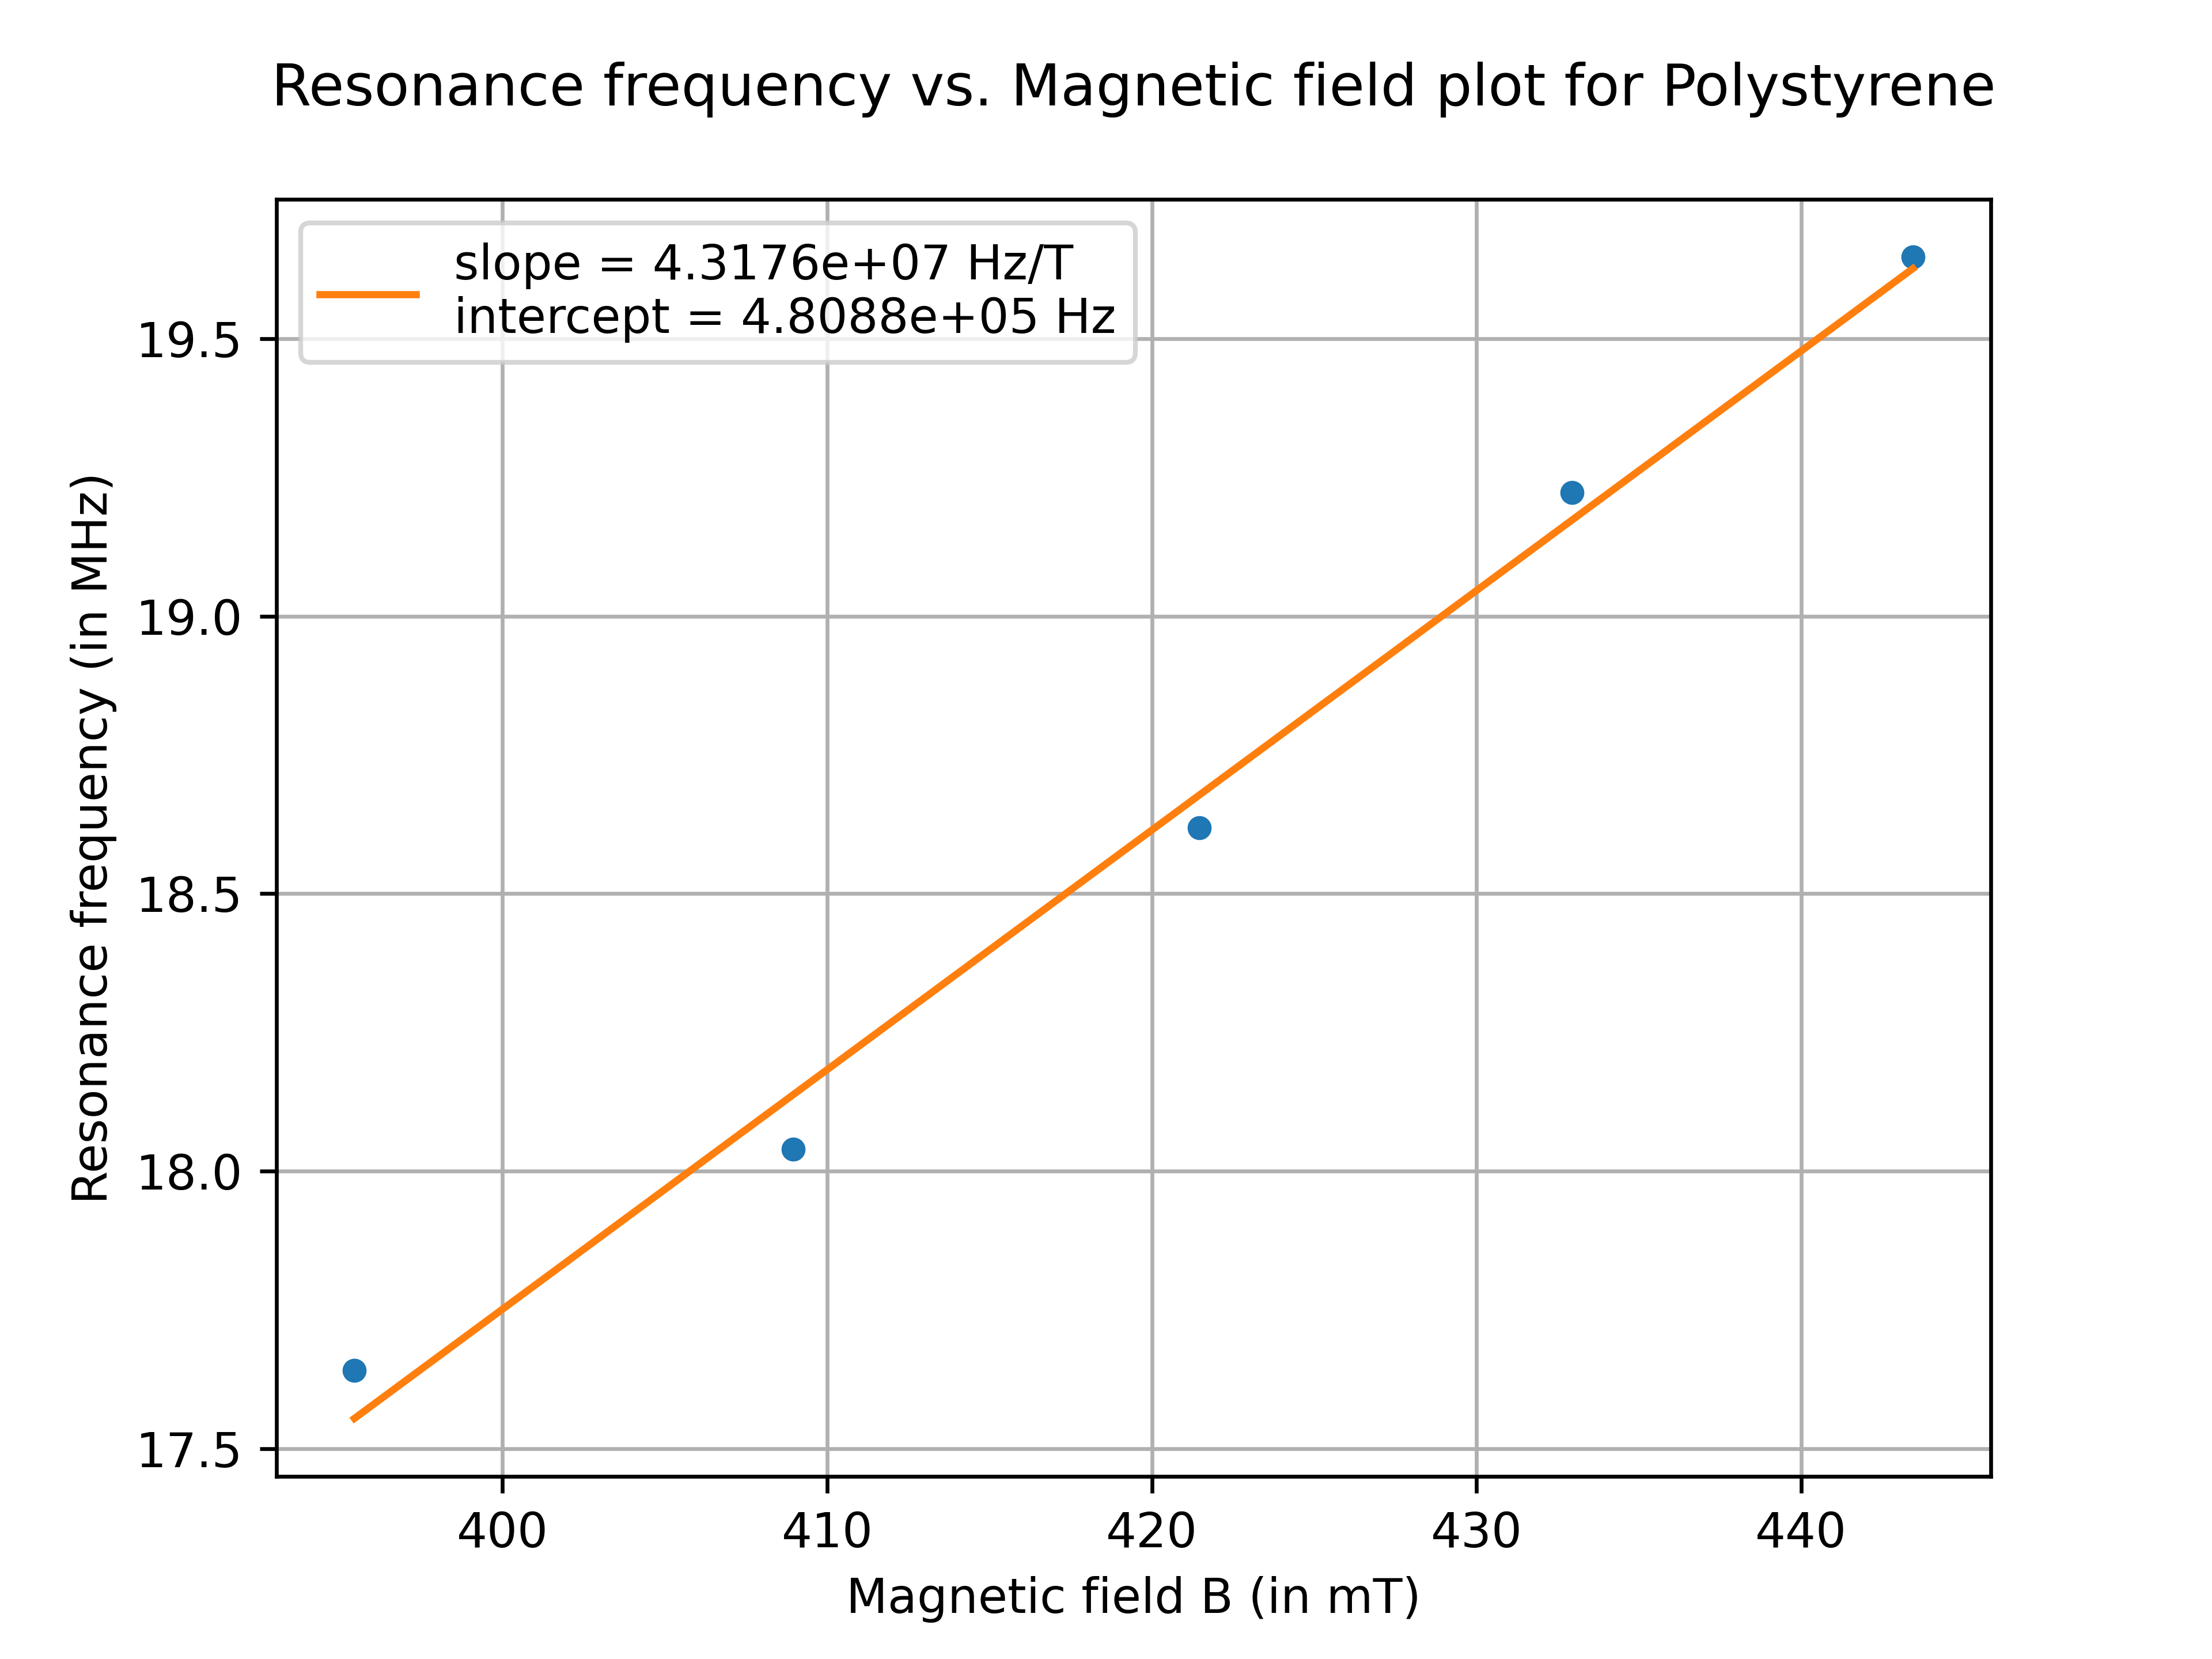 Resonance frequency vs. Magnetic field plot for Polystyrene
slope = 4.3176e+07 Hz/T
intercept = 4.8088e+05 Hz
Resonance frequency (in MHz)
19.5
19.0
18.5
18.0
17.5
400 410 420 430 440
Magnetic field B (in mT)